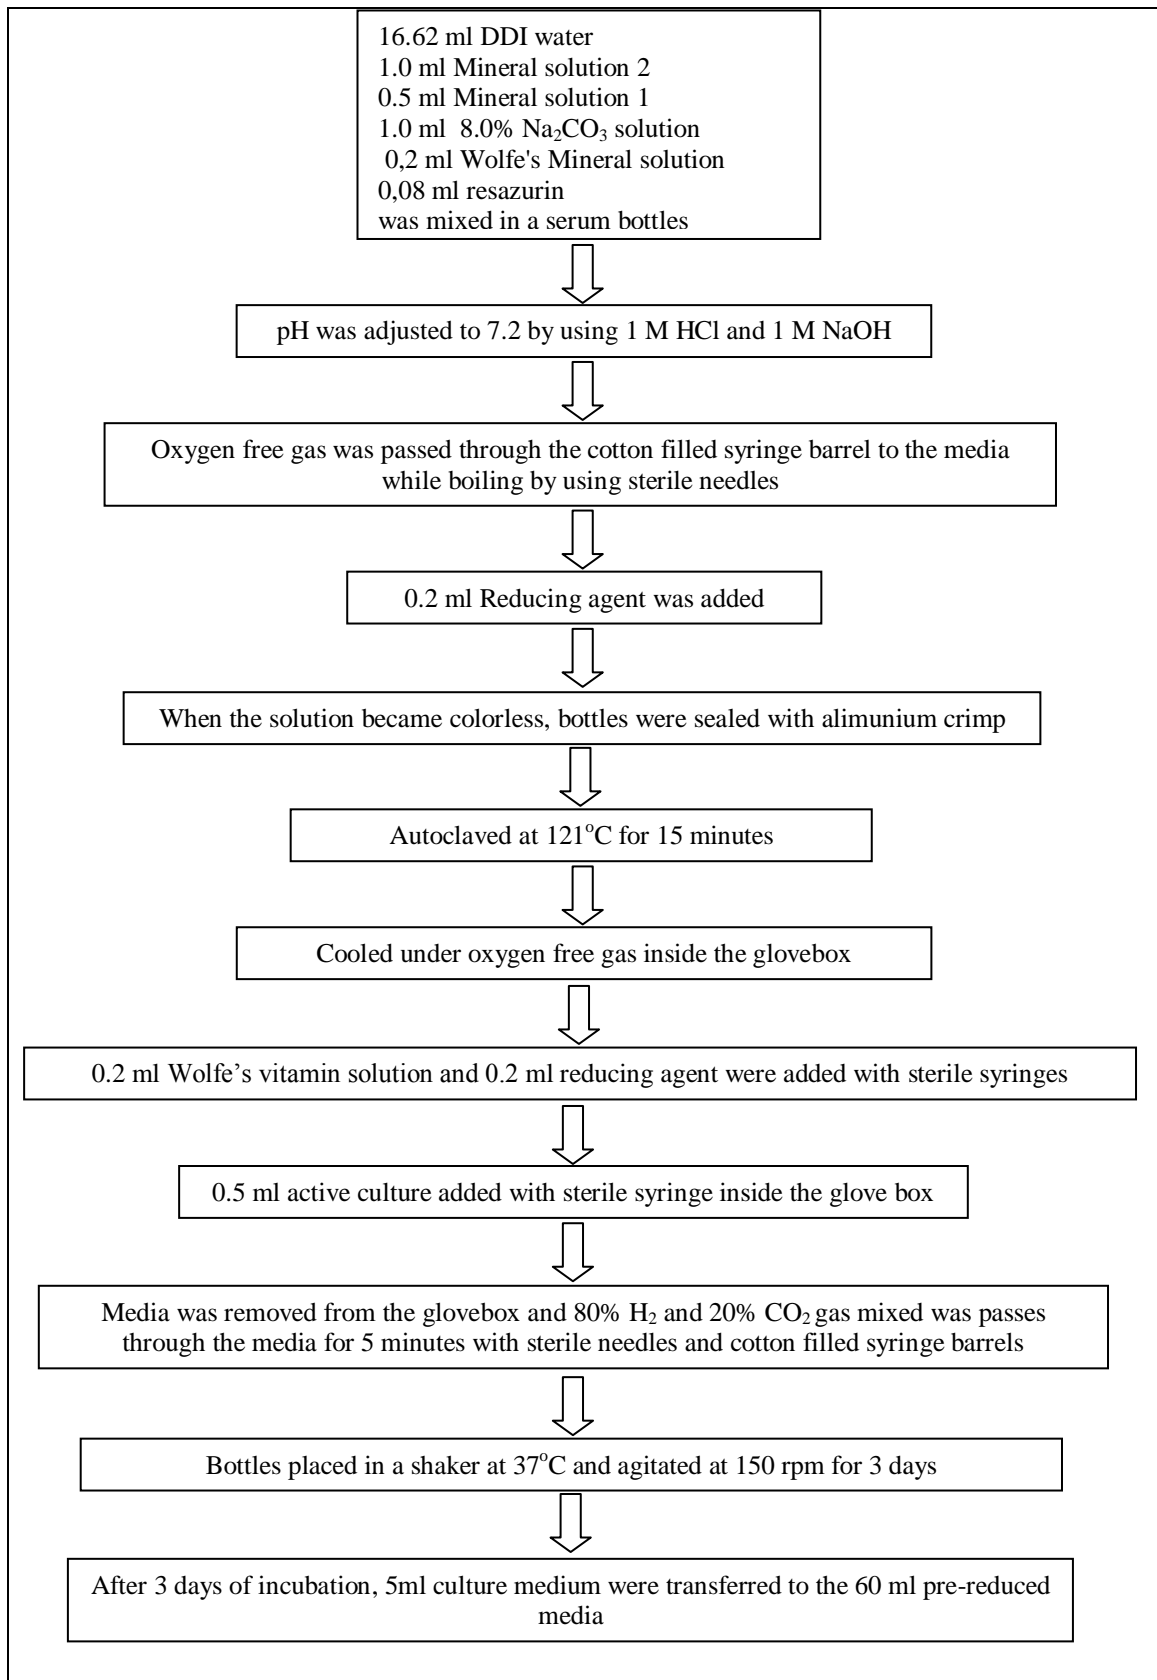 16.62 ml DDI water
1.0 ml Mineral solution 2
0.5 ml Mineral solution 1
1.0 ml  8.0% Na₂CO₃ solution
0,2 ml Wolfe's Mineral solution
0,08 ml resazurin
was mixed in a serum bottles
pH was adjusted to 7.2 by using 1 M HCl and 1 M NaOH
Oxygen free gas was passed through the cotton filled syringe barrel to the media
while boiling by using sterile needles
0.2 ml Reducing agent was added
When the solution became colorless, bottles were sealed with alimunium crimp
Autoclaved at 121°C for 15 minutes
Cooled under oxygen free gas inside the glovebox
0.2 ml Wolfe’s vitamin solution and 0.2 ml reducing agent were added with sterile syringes
0.5 ml active culture added with sterile syringe inside the glove box
Media was removed from the glovebox and 80% H₂ and 20% CO₂ gas mixed was passes
through the media for 5 minutes with sterile needles and cotton filled syringe barrels
Bottles placed in a shaker at 37°C and agitated at 150 rpm for 3 days
After 3 days of incubation, 5ml culture medium were transferred to the 60 ml pre-reduced
media